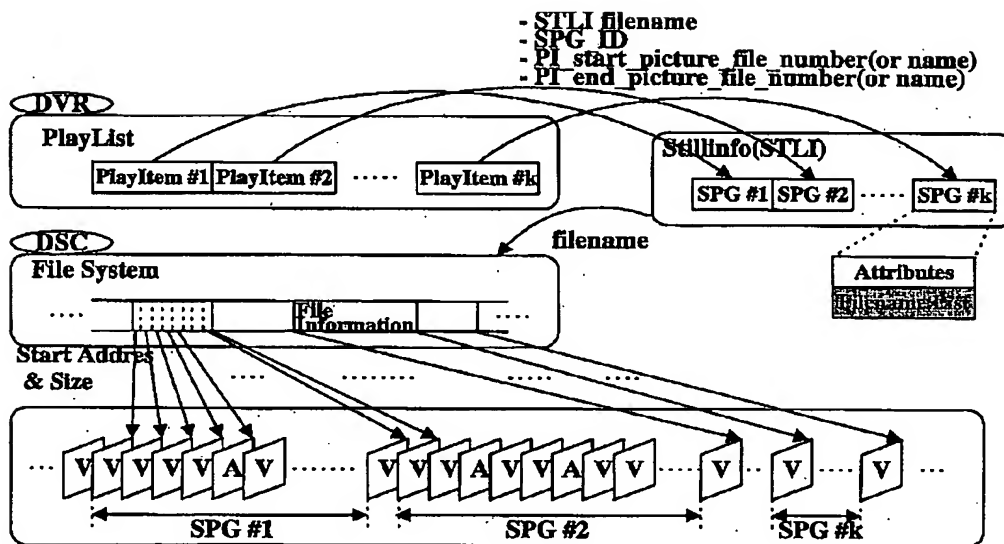 - STLI filename
- SPG_ID
- PI_start_picture_file_number(or name)
- PI_end_picture_file_number(or name)
DVR
PlayList
PlayItem #1 PlayItem #2 ····· PlayItem #k
Stillinfo(STLI)
SPG #1 SPG #2 ····· SPG #k
DSC
filename
File System
Attributes
Filename List
····· File Information ·····
Start Addres & Size
····· ········· ····· ·····
··· V V V V V A V ········· V V A V V A V V ······ V ··· V ······ V ···
SPG #1 SPG #2 SPG #k